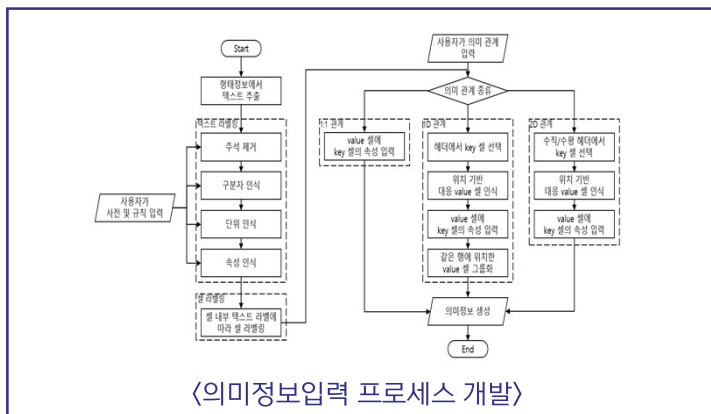 Start
형태정보에서
텍스트 추출
텍스트 라벨링
주석 제거
구분자 인식
단위 인식
속성 인식
사용자가
사전 및 규칙 입력
셀 라벨링
셀 내부 텍스트 라벨에
따라 셀 라벨링
사용자가 의미 관계
입력
의미 관계 종류
1:1 관계
value 셀에
key 셀의 속성 입력
1D 관계
헤더에서 key 셀 선택
위치 기반
대응 value 셀 인식
value 셀에
key 셀의 속성 입력
같은 행에 위치한
value 셀 그룹화
2D 관계
수직/수평 헤더에서
key 셀 선택
위치 기반
대응 value 셀 인식
value 셀에
key 셀의 속성 입력
의미정보 생성
End
〈의미정보입력 프로세스 개발〉